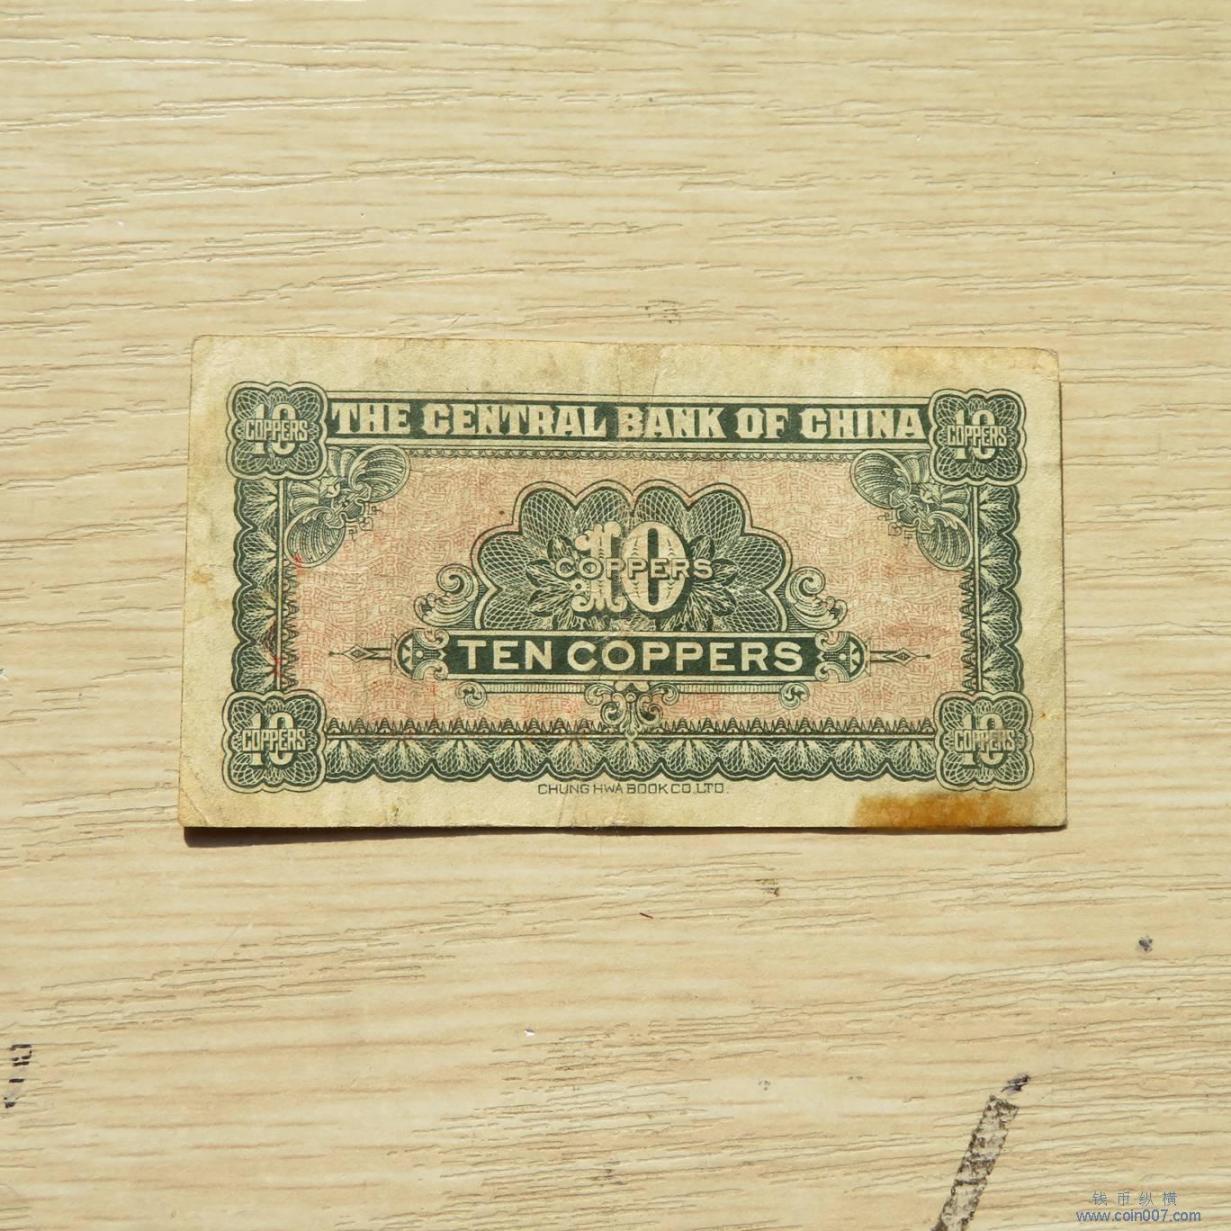 10
COPPERS
THE CENTRAL BANK OF CHINA
10
COPPERS
10
COPPERS
TEN COPPERS
10
COPPERS
10
COPPERS
CHUNG HWA BOOK CO. LTD.
钱币纵横
www.coin007.com